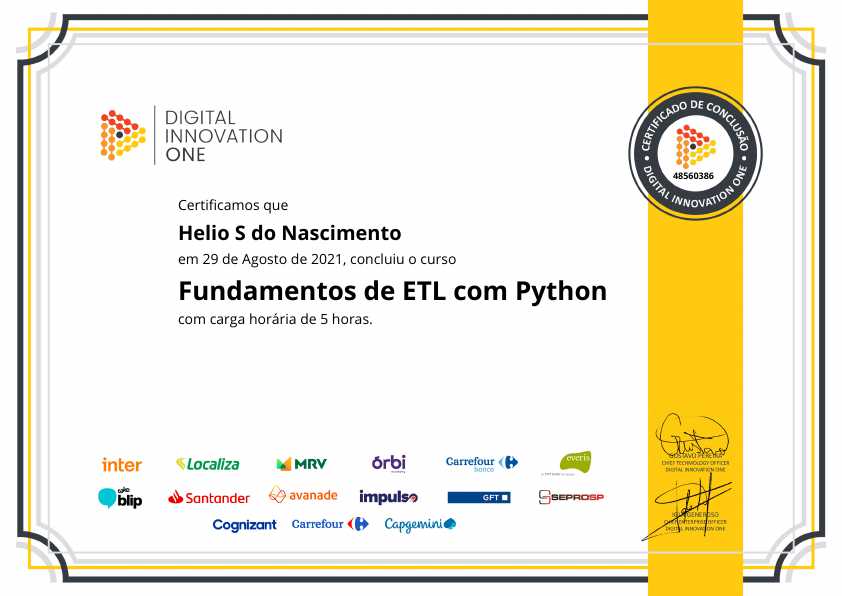 DIGITAL
INNOVATION
ONE
CERTIFICADO DE CONCLUSÃO
48560386
DIGITAL INNOVATION ONE
Certificamos que
Helio S do Nascimento
em 29 de Agosto de 2021, concluiu o curso
Fundamentos de ETL com Python
com carga horária de 5 horas.
inter
Localiza
MRV
órbi
Carrefour
banco
everis
take
blip
Santander
avanade
impulso
GFT
SEPROSP
Cognizant
Carrefour
Capgemini
GUSTAVO PEREIRA
CHIEF TECHNOLOGY OFFICER
DIGITAL INNOVATION ONE
GENEROSO
CHIEF ENTERPRISE OFFICER
DIGITAL INNOVATION ONE